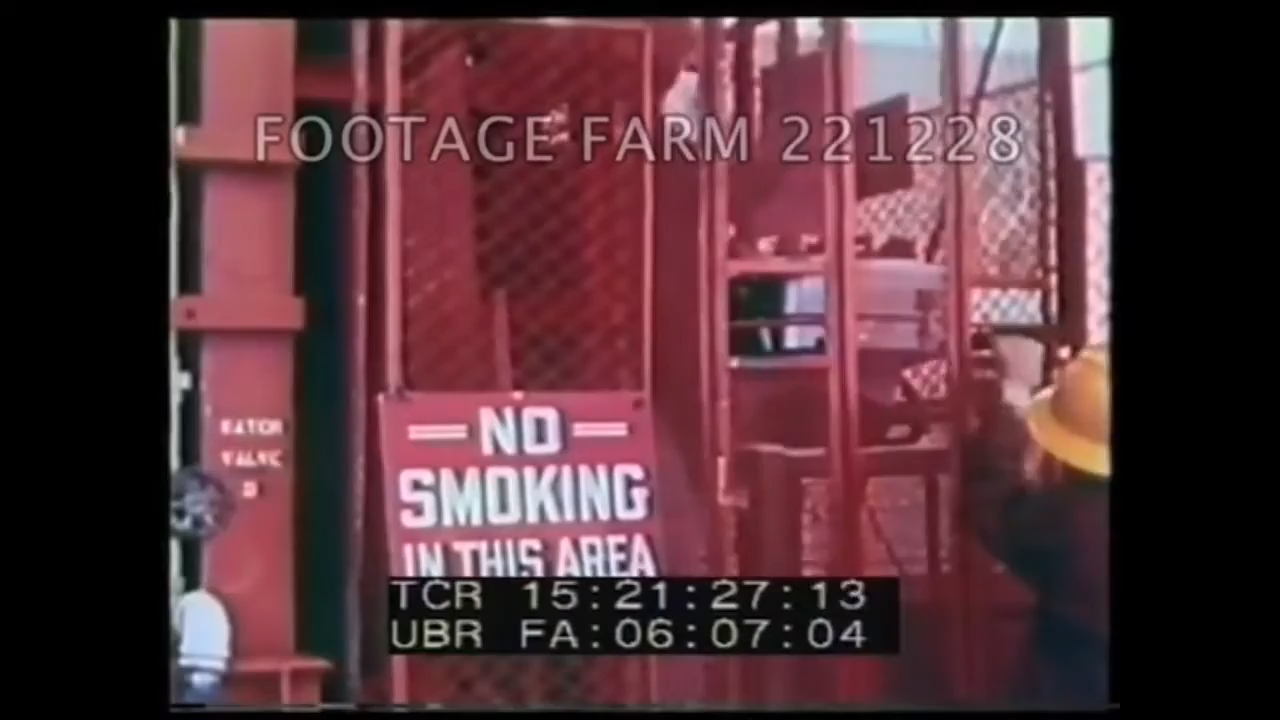 FOOTAGE FARM 221228
VALVE
NO
SMOKING
IN THIS AREA
TCR 15:21:27:13
UBR FA:06:07:04